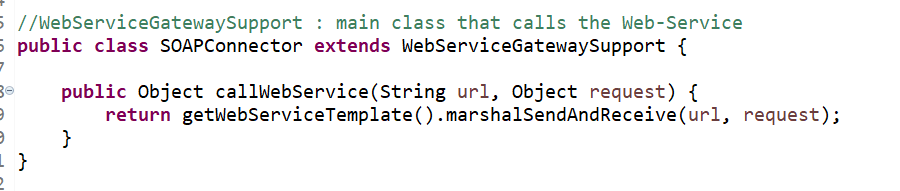 //WebServiceGatewaySupport : main class that calls the Web-Service
public class SOAPConnector extends WebServiceGatewaySupport {
public Object callWebService(String url, Object request) {
return getWebServiceTemplate().marshalSendAndReceive(url, request);
}
}